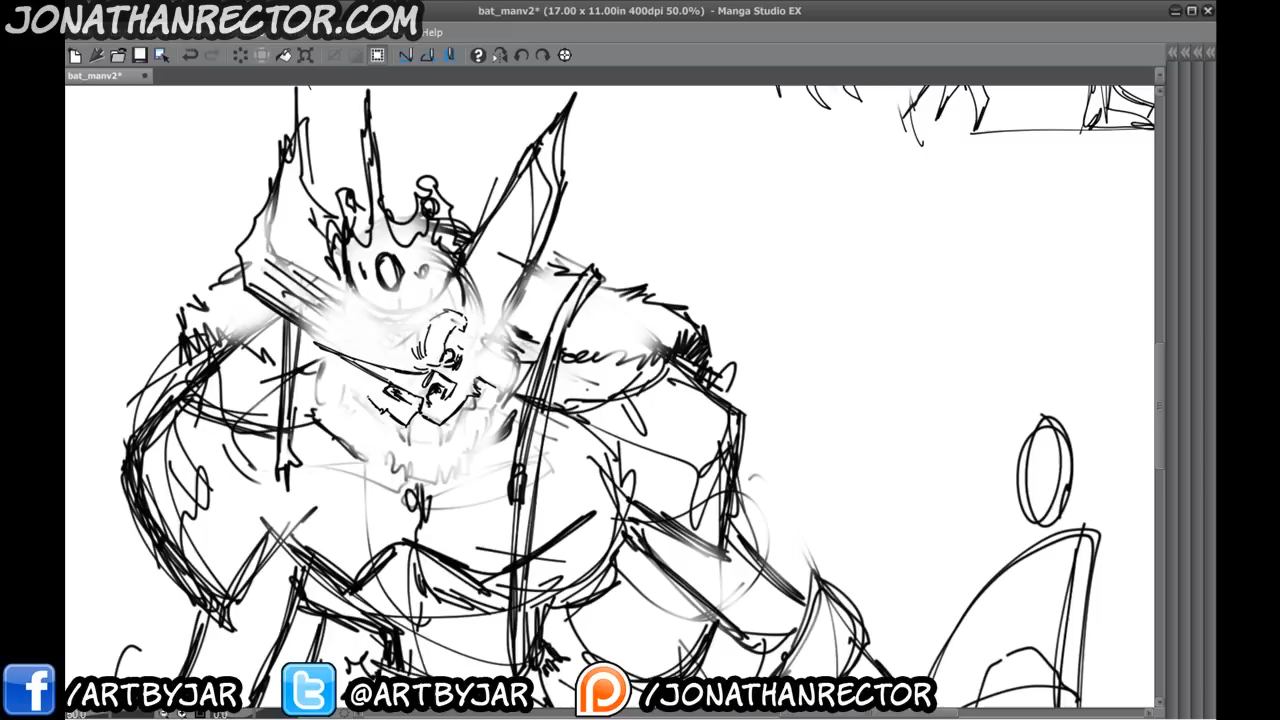 JONATHANRECTOR.COM
bat_manv2* (17.00 x 11.00in 400dpi 50.0%) - Manga Studio EX
Help
bat_manv2*
/ARTBYJAR
@ARTBYJAR
/JONATHANRECTOR